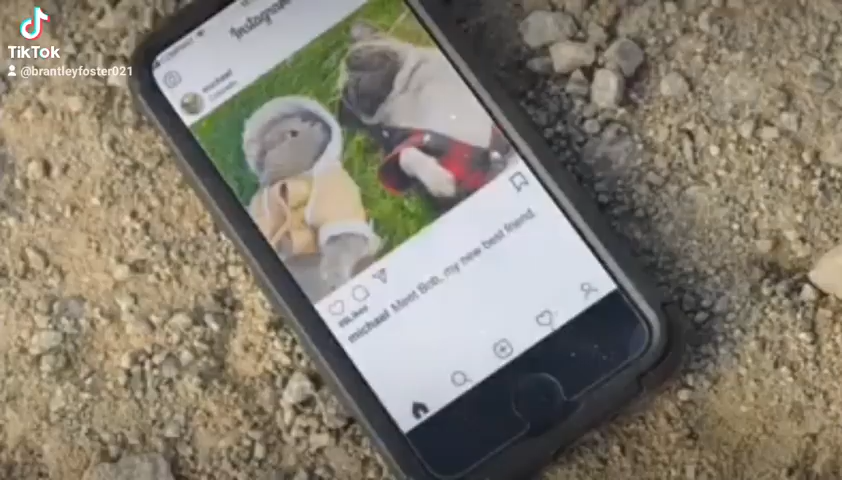 TikTok
@brantleyfoster021
Instagram
michael
michael Meet Bob, my new best friend.